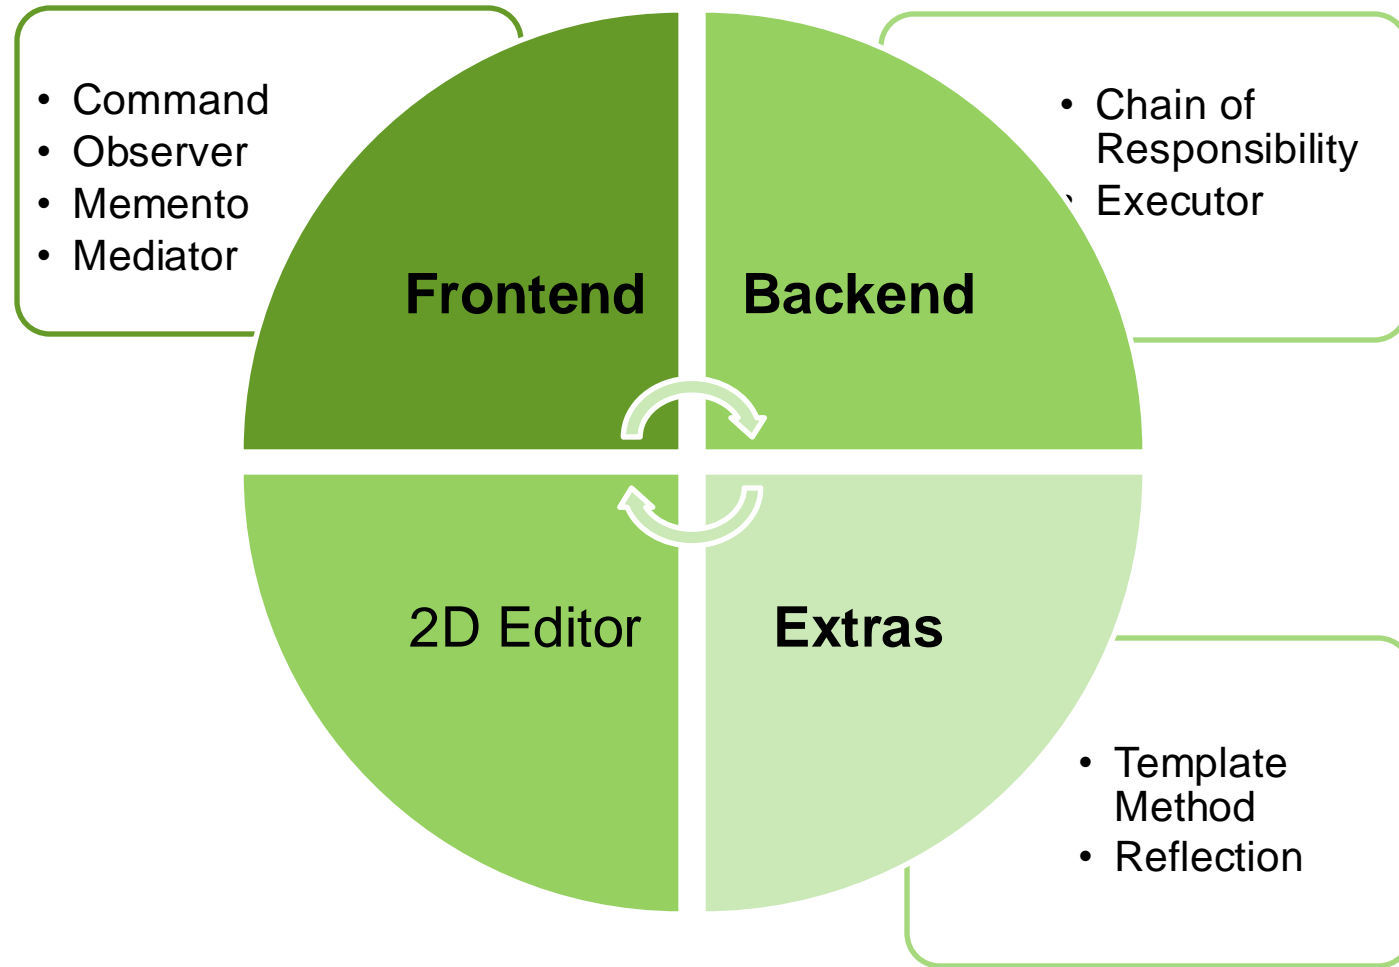 • Command
• Observer
• Memento
• Mediator
• Chain of
Responsibility
• Executor
Frontend
Backend
2D Editor
Extras
• Template
Method
• Reflection